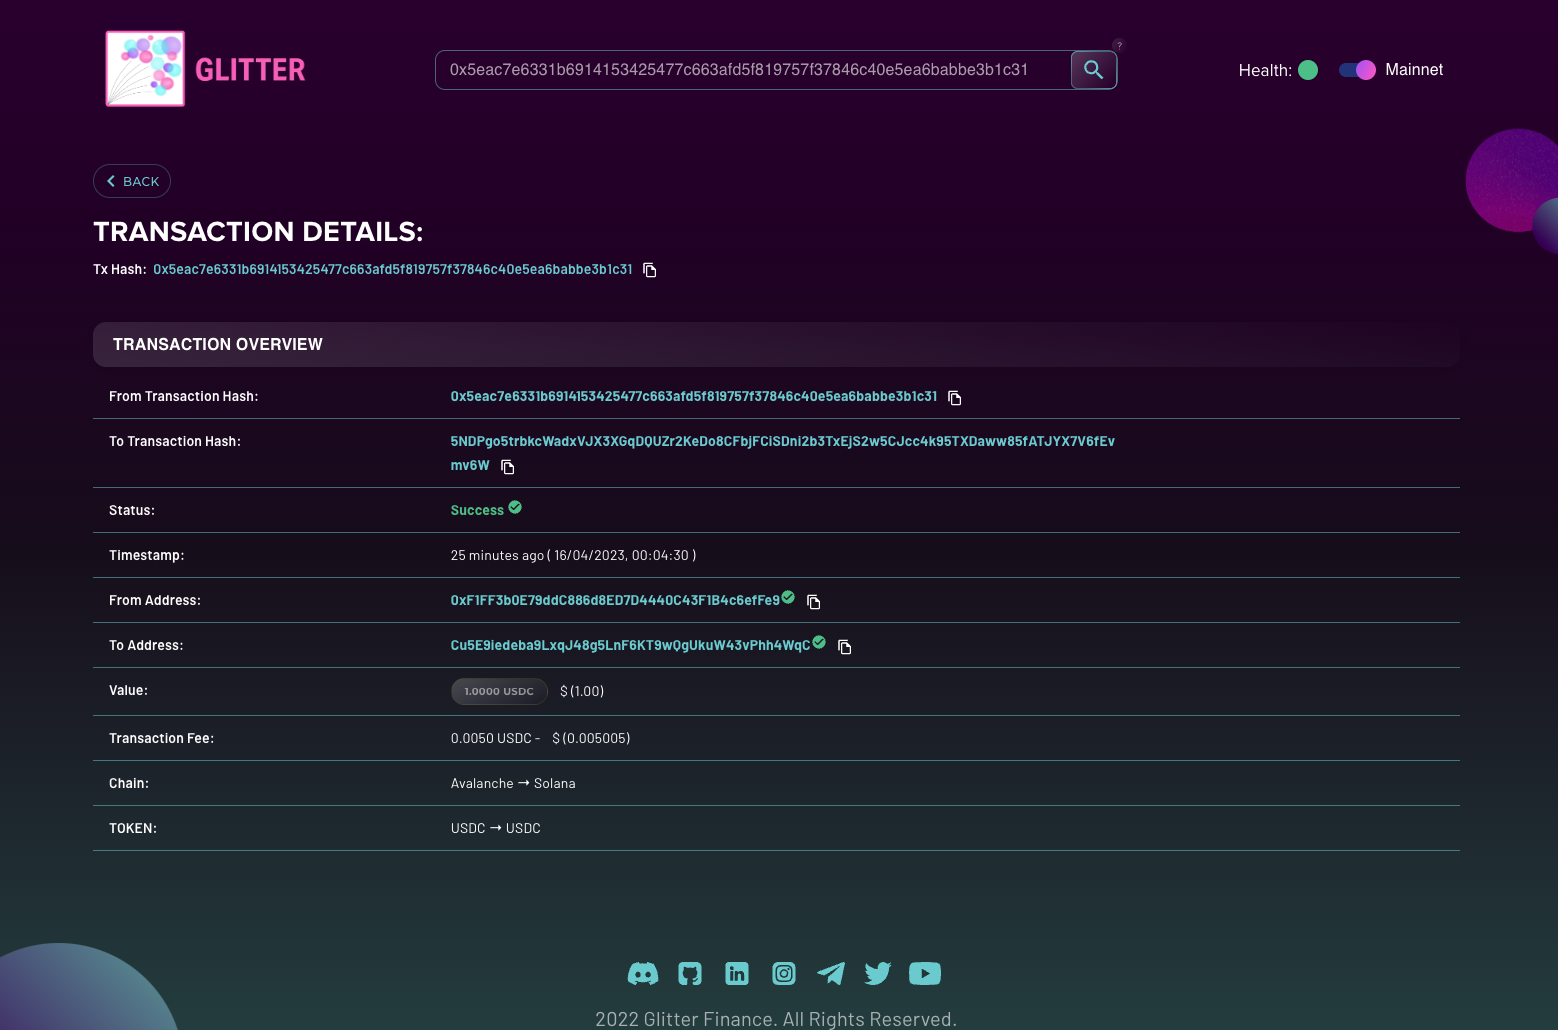 GLITTER
0x5eac7e6331b6914153425477c663afd5f819757f37846c40e5ea6babbe3b1c31
?
Health:
Mainnet
BACK
TRANSACTION DETAILS:
Tx Hash: 0x5eac7e6331b6914153425477c663afd5f819757f37846c40e5ea6babbe3b1c31
TRANSACTION OVERVIEW
From Transaction Hash: 0x5eac7e6331b6914153425477c663afd5f819757f37846c40e5ea6babbe3b1c31
To Transaction Hash: 5NDPgo5trbkcWadxVJX3XGqDQUZr2KeDo8CFbjFCiSDni2b3TxEjS2w5CJcc4k95TXDaww85fATJYX7V6fEv
mv6W
Status: Success
Timestamp: 25 minutes ago ( 16/04/2023, 00:04:30 )
From Address: 0xF1FF3b0E79ddC886d8ED7D4440C43F1B4c6efFe9
To Address: Cu5E9iedeba9LxqJ48g5LnF6KT9wQgUkuW43vPhh4WqC
Value: 1.0000 USDC $ (1.00)
Transaction Fee: 0.0050 USDC - $ (0.005005)
Chain: Avalanche → Solana
TOKEN: USDC → USDC
2022 Glitter Finance. All Rights Reserved.